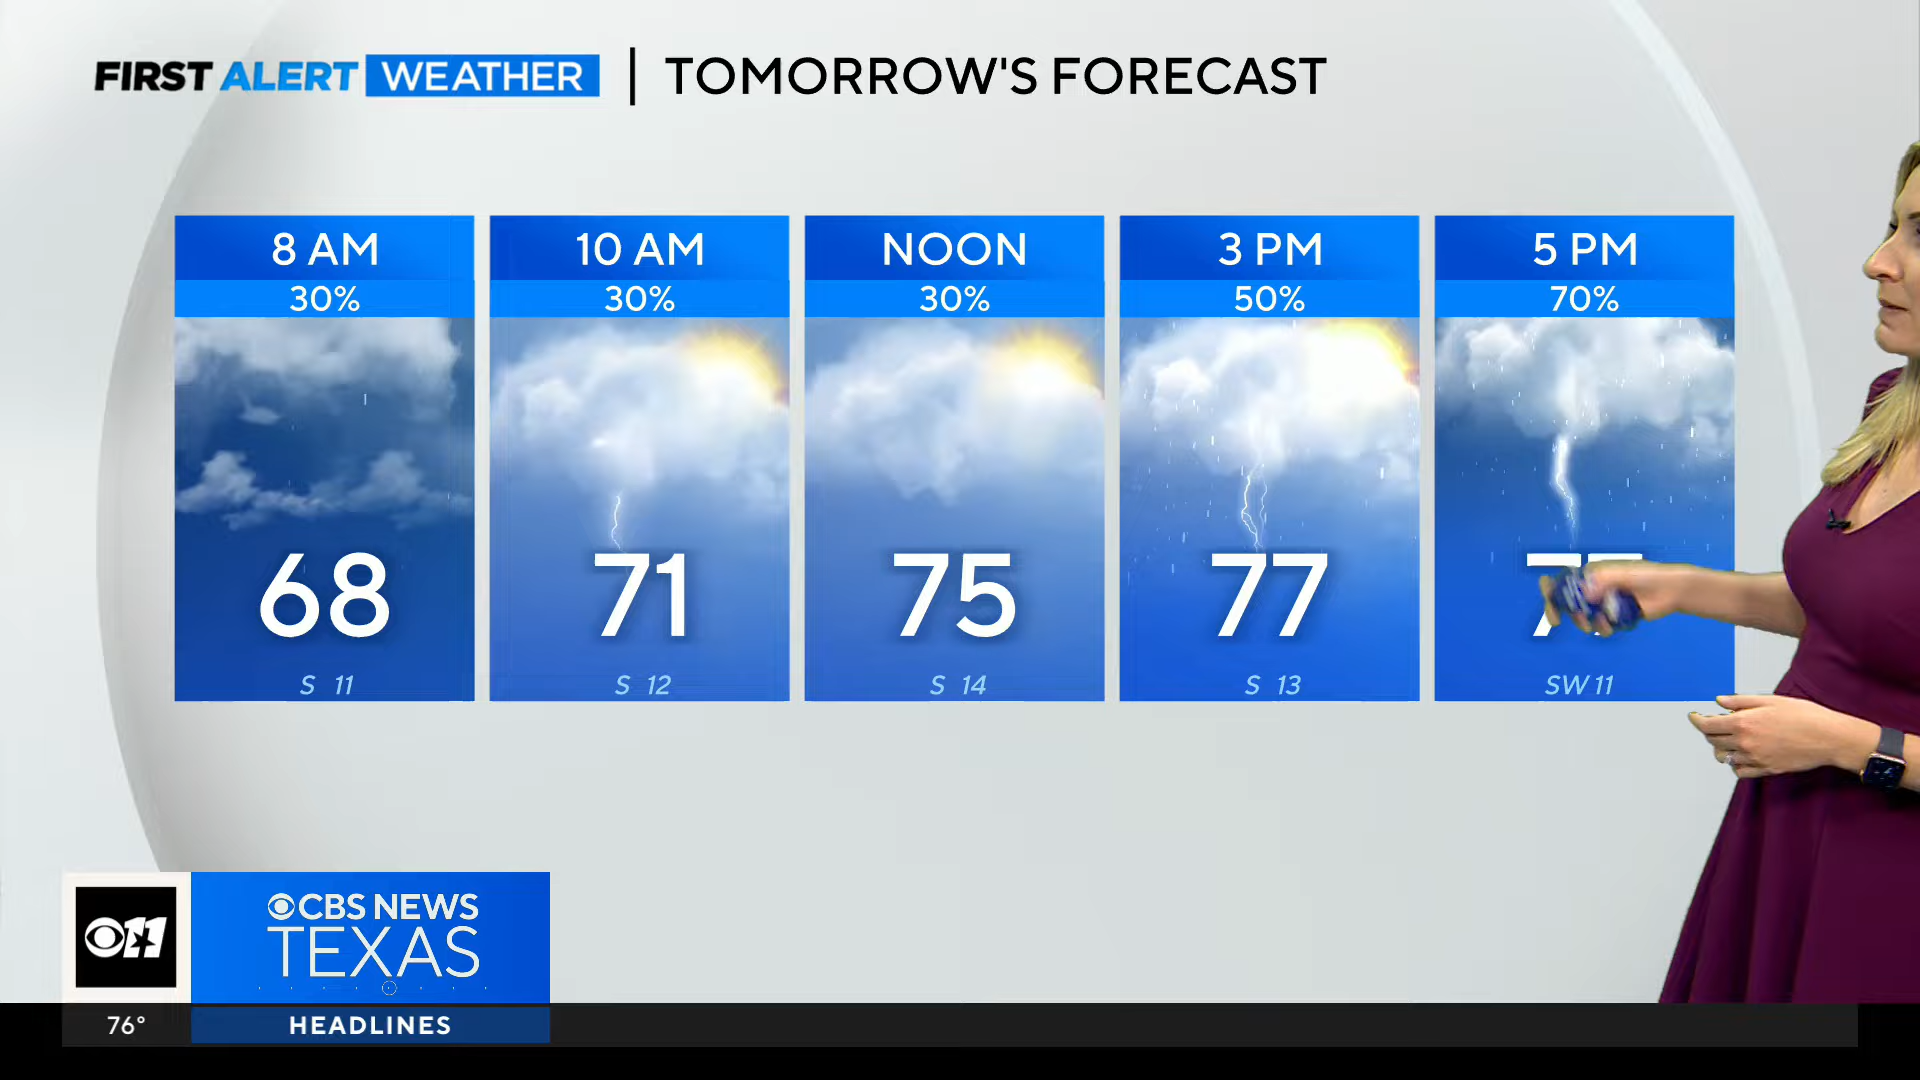 FIRST ALERT WEATHER | TOMORROW'S FORECAST
8 AM
30%
68
S 11
10 AM
30%
71
S 12
NOON
30%
75
S 14
3 PM
50%
77
S 13
5 PM
70%
SW 11
11
CBS NEWS
TEXAS
76°
HEADLINES